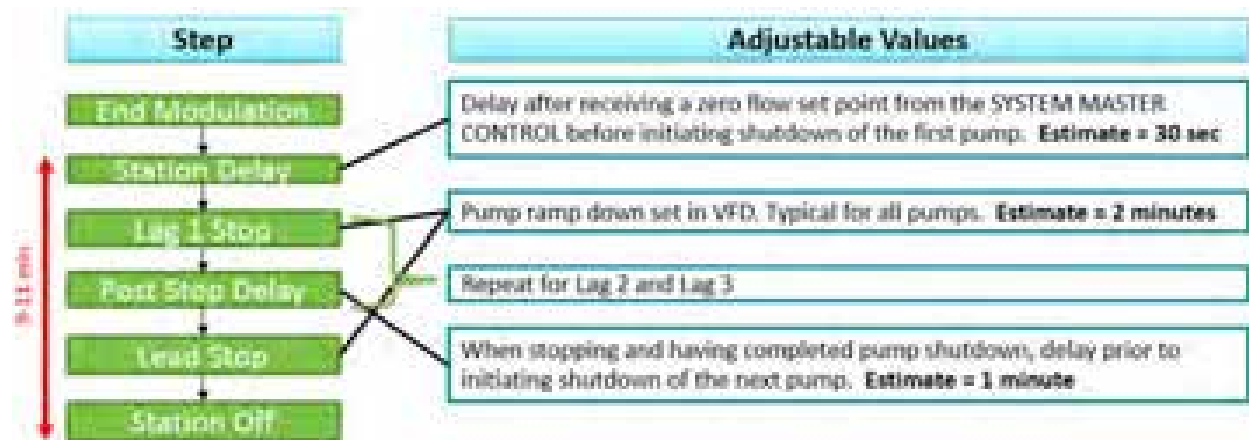 Step
Adjustable Values
End Modulation
Station Delay
Lag 1 Stop
Post Stop Delay
Lead Stop
Station Off
Delay after receiving a zero flow set point from the SYSTEM MASTER
CONTROL before initiating shutdown of the first pump. Estimate = 30 sec
Pump ramp down set in VFD. Typical for all pumps. Estimate = 2 minutes
Repeat for Lag 2 and Lag 3
When stopping and having completed pump shutdown, delay prior to
initiating shutdown of the next pump. Estimate = 1 minute
min